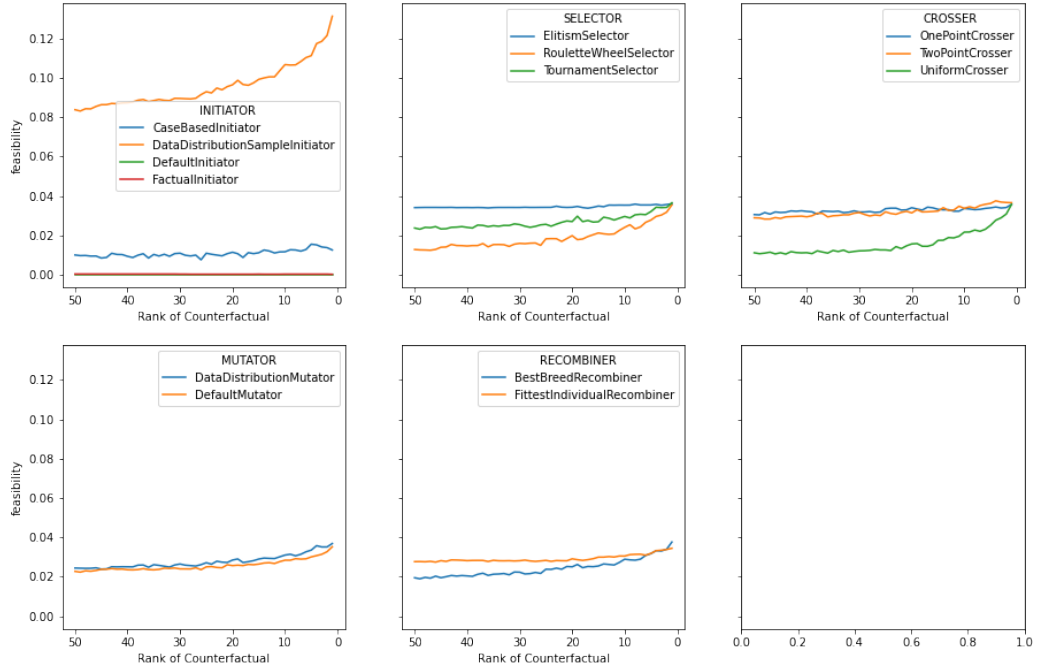 INITIATOR
CaseBasedInitiator
DataDistributionSampleInitiator
DefaultInitiator
FactualInitiator
feasibility
0.12
0.10
0.08
0.06
0.04
0.02
0.00
50 40 30 20 10 0
Rank of Counterfactual
SELECTOR
ElitismSelector
RouletteWheelSelector
TournamentSelector
50 40 30 20 10 0
Rank of Counterfactual
CROSSER
OnePointCrosser
TwoPointCrosser
UniformCrosser
50 40 30 20 10 0
Rank of Counterfactual
MUTATOR
DataDistributionMutator
DefaultMutator
feasibility
0.12
0.10
0.08
0.06
0.04
0.02
0.00
50 40 30 20 10 0
Rank of Counterfactual
RECOMBINER
BestBreedRecombiner
FittestIndividualRecombiner
50 40 30 20 10 0
Rank of Counterfactual
0.0 0.2 0.4 0.6 0.8 1.0